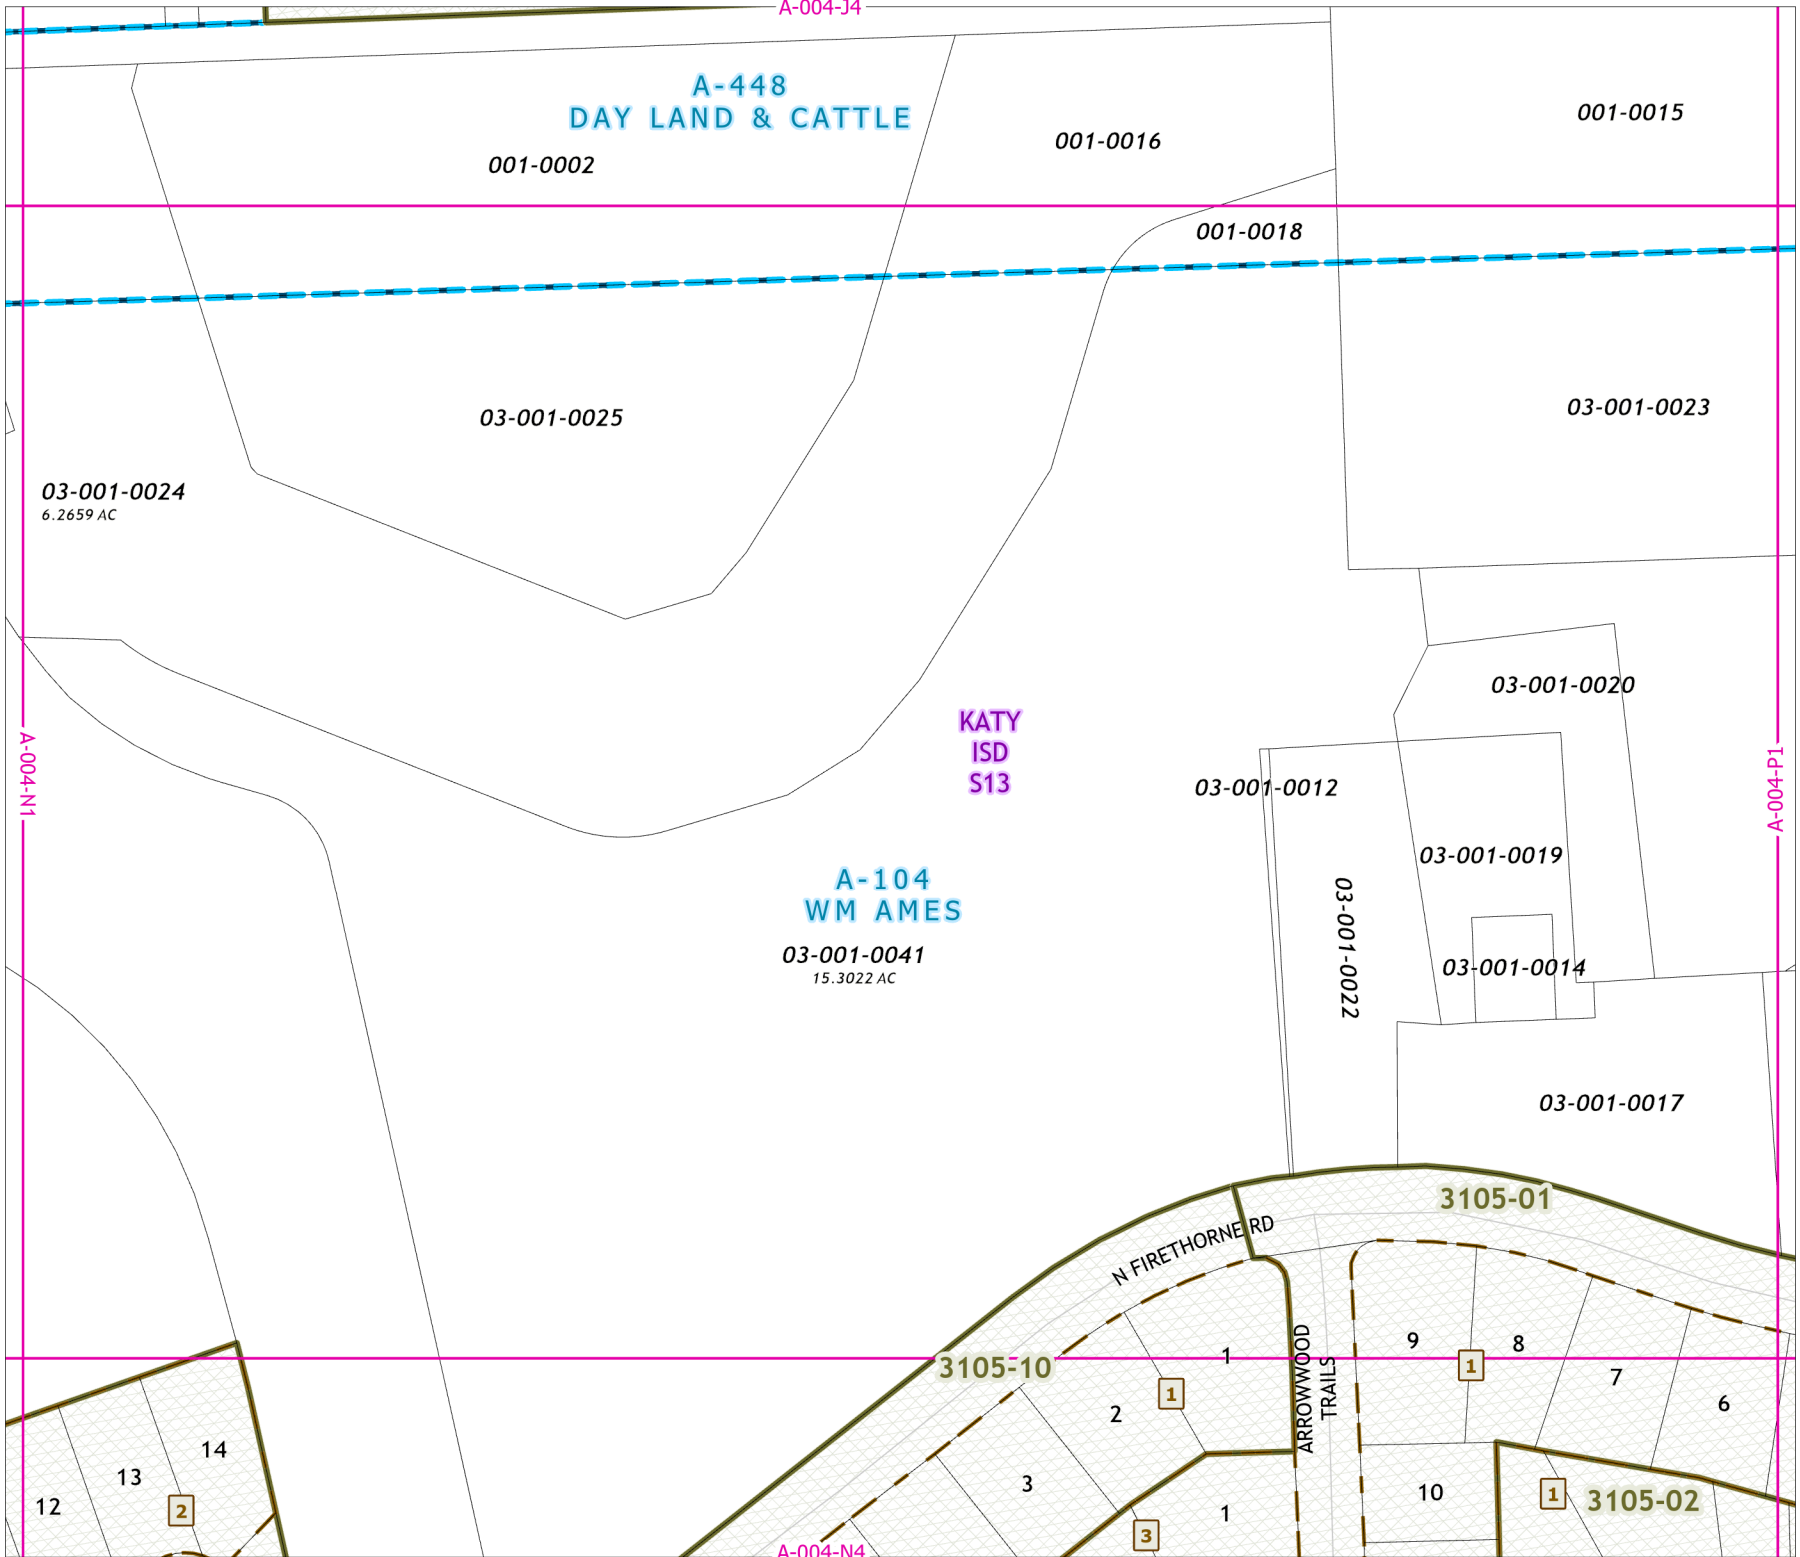 A-004-J4
A-448
DAY LAND & CATTLE
001-0002
001-0016
001-0015
001-0018
03-001-0025
03-001-0023
03-001-0024
6.2659 AC
03-001-0020
KATY
ISD
S13
A-004-N1
A-004-P1
03-001-0012
03-001-0019
A-104
WM AMES
03-001-0041
15.3022 AC
03-001-0022
03-001-0014
03-001-0017
3105-01
N FIRETHORNE RD
3105-10
ARROWOOD
TRAILS
1
9
8
1
7
6
1
2
14
13
12
2
3
1
3
10
1
3105-02
A-004-N4